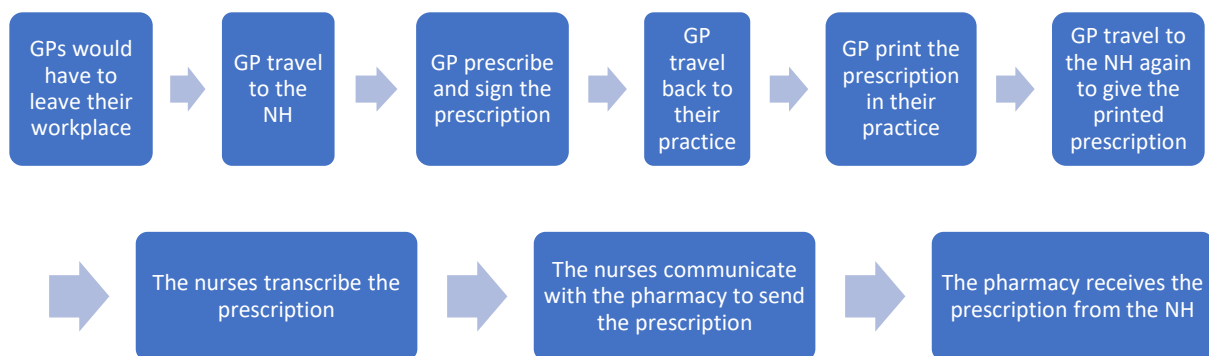 GPs would
have to
leave their
workplace
GP travel
to the
NH
GP prescribe
and sign the
prescription
GP
travel
back to
their
practice
GP print the
prescription
in their
practice
GP travel to
the NH again
to give the
printed
prescription
The nurses transcribe the
prescription
The nurses communicate
with the pharmacy to send
the prescription
The pharmacy receives the
prescription from the NH